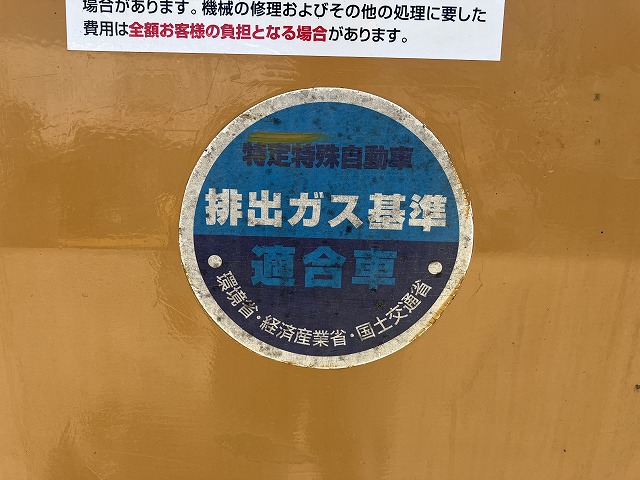 場合があります。機械の修理およびその他の処理に要した
費用は全額お客様の負担となる場合があります。
特定特殊自動車
排出ガス基準
適合車
環境省・経済産業省・国土交通省